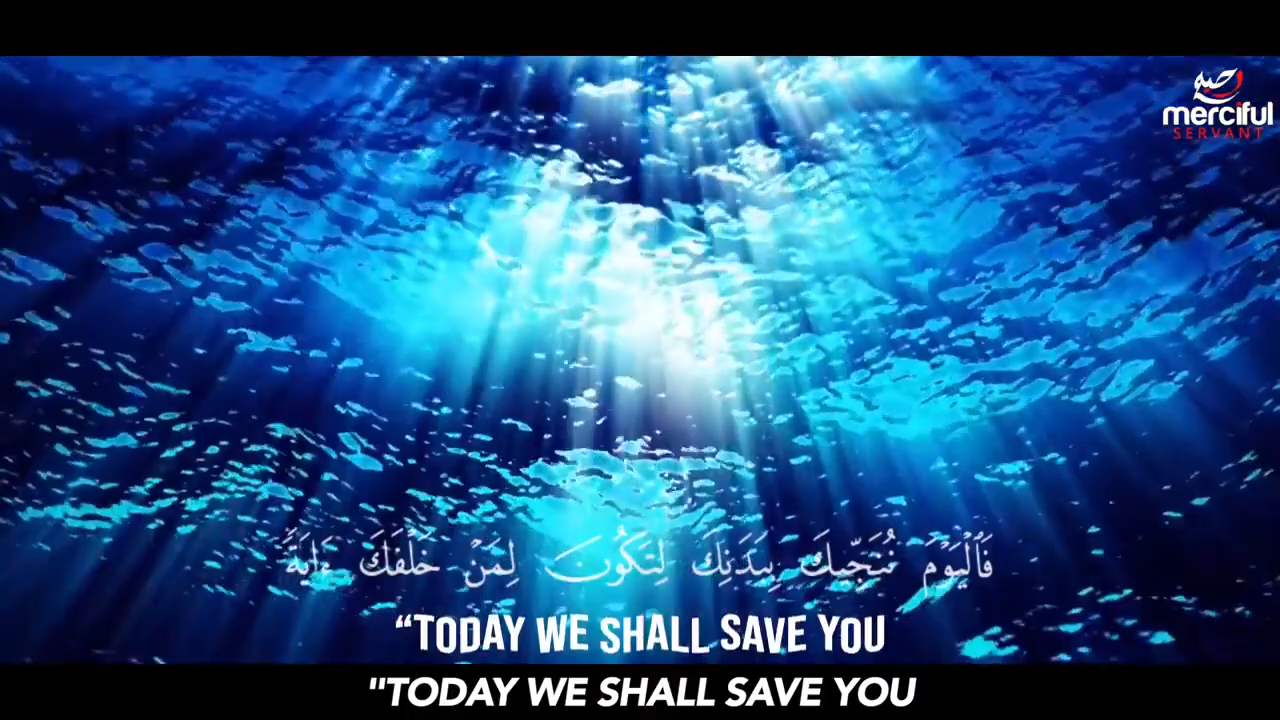 merciful
SERVANT
فَٱلْيَوْمَ نُنَجِّيكَ بِبَدَنِكَ لِتَكُونَ لِمَنْ خَلْفَكَ ءَايَةً
“TODAY WE SHALL SAVE YOU
"TODAY WE SHALL SAVE YOU